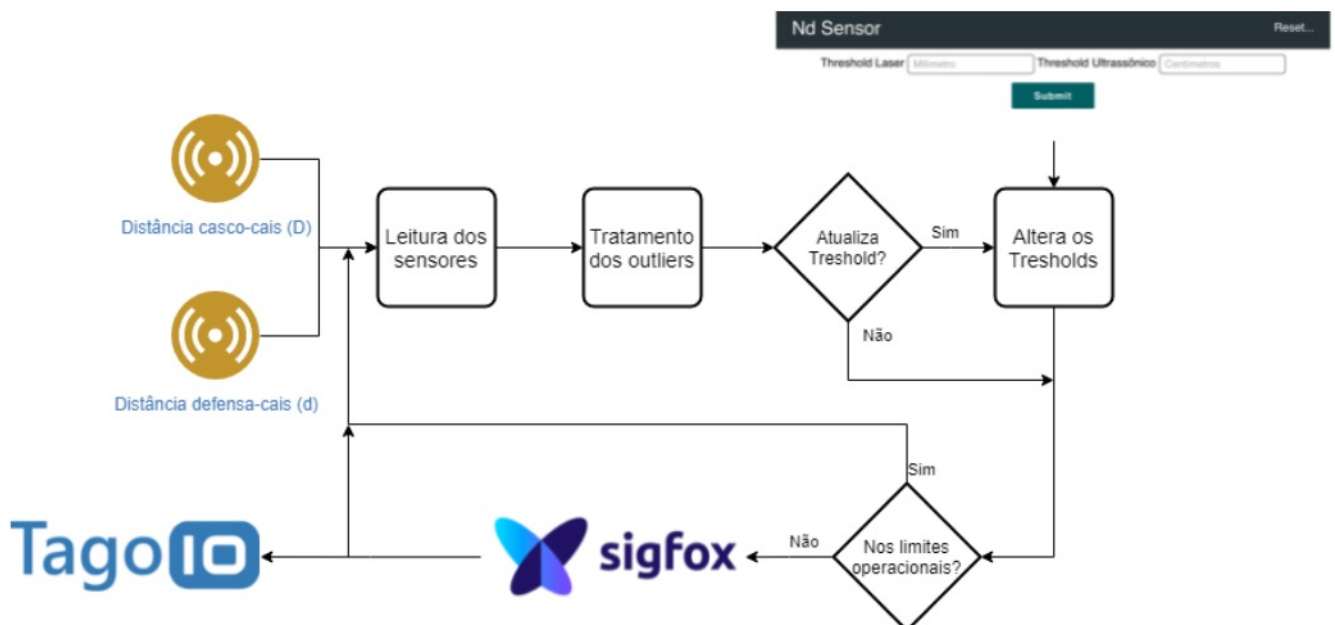 Nd Sensor
Reset...
Threshold Laser Milímetro Threshold Ultrassônico Centímetros
Submit
Distância casco-cais (D)
Leitura dos
sensores
Tratamento
dos outliers
Atualiza
Treshold?
Sim
Altera os
Tresholds
Não
Distância defensa-cais (d)
Sim
TagoIO
sigfox
Não
Nos limites
operacionais?